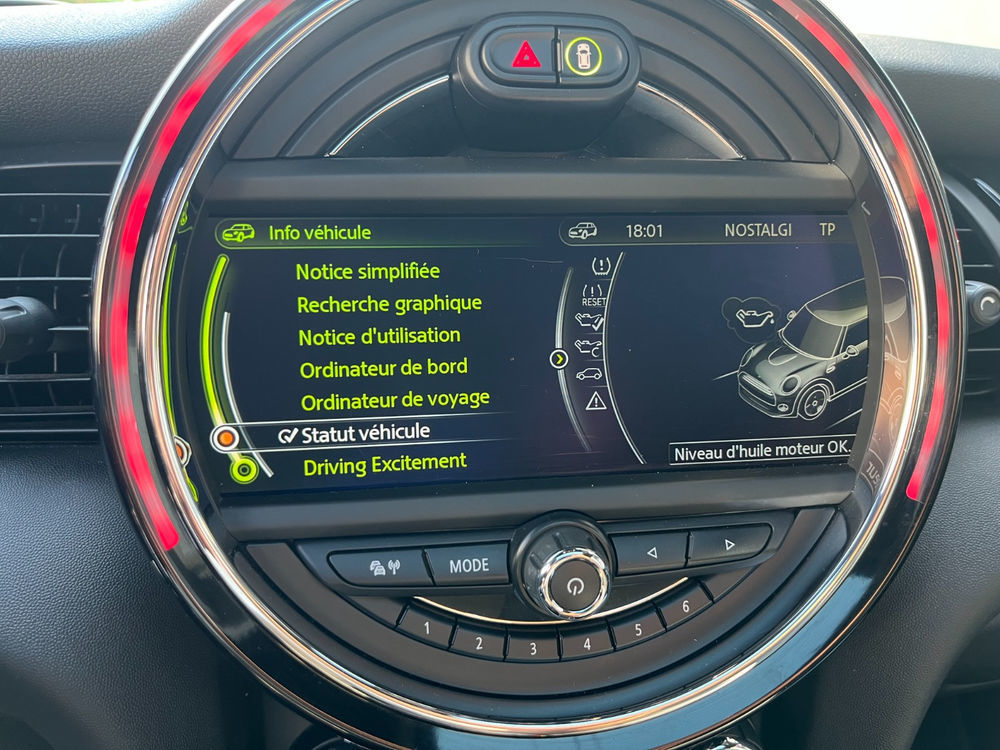 Info véhicule
18:01 NOSTALGI TP
Notice simplifiée
Recherche graphique
Notice d'utilisation
Ordinateur de bord
Ordinateur de voyage
Statut véhicule
Driving Excitement
RESET
Niveau d'huile moteur OK.
MODE
1 2 3 4 5 6